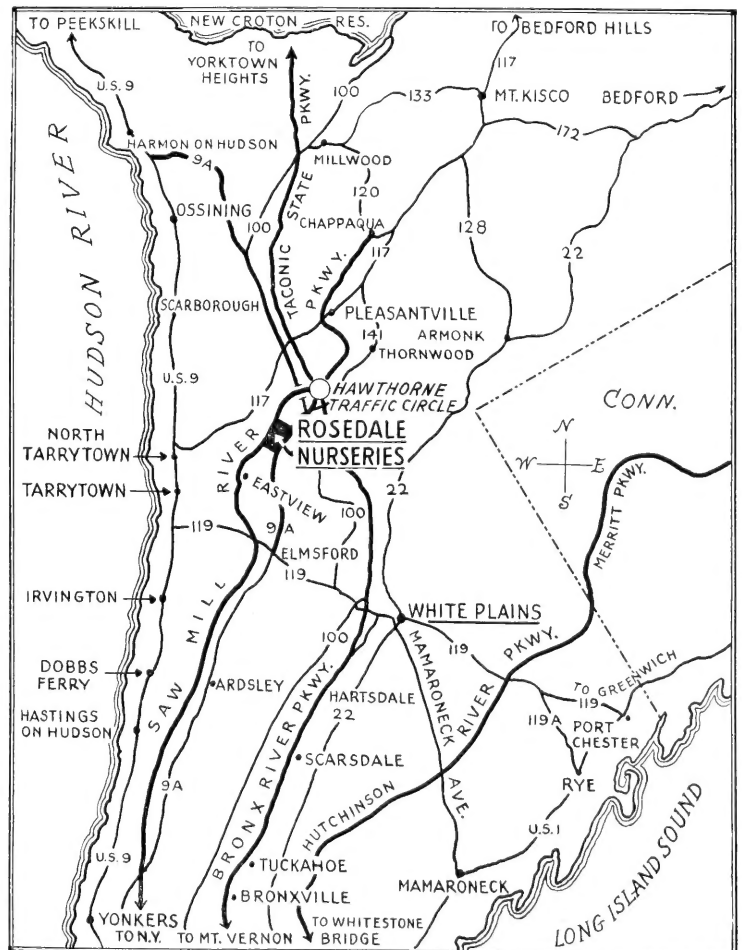 TO PEEKSKILL
NEW CROTON RES.
TO BEDFORD HILLS
TO YORKTOWN HEIGHTS
117
U.S.9
PKWY.
100
133
MT.KISCO
BEDFORD
HARMON ON HUDSON
9A
MILLWOOD
172
HUDSON RIVER
OSSINING
TACONIC STATE
120
CHAPPAQUA
100
128
22
PKWY.
117
SCARBOROUGH
PLEASANTVILLE
141
ARMONK
THORNWOOD
U.S.9
HAWTHORNE
TRAFFIC CIRCLE
117
CONN.
ROSEDALE
NURSERIES
NORTH
TARRYTOWN
N
W E
S
TARRYTOWN
EASTVIEW
22
100
9A
MERRITT PKWY.
119
ELMSFORD
119
IRVINGTON
WHITE PLAINS
100
119
SAW MILL RIVER
DOBBS
FERRY
ARDSLEY
HARTSDALE
22
MAMARONECK AVE.
TO GREENWICH
119
119A
PORT
CHESTER
HASTINGS
ON HUDSON
BRONX RIVER PKWY.
SCARSDALE
HUTCHINSON RIVER PKWY.
RYE
9A
U.S.1
U.S.9
TUCKAHOE
BRONXVILLE
MAMARONECK
LONG ISLAND SOUND
YONKERS
TO N.Y.
TO MT. VERNON
TO WHITESTONE
BRIDGE